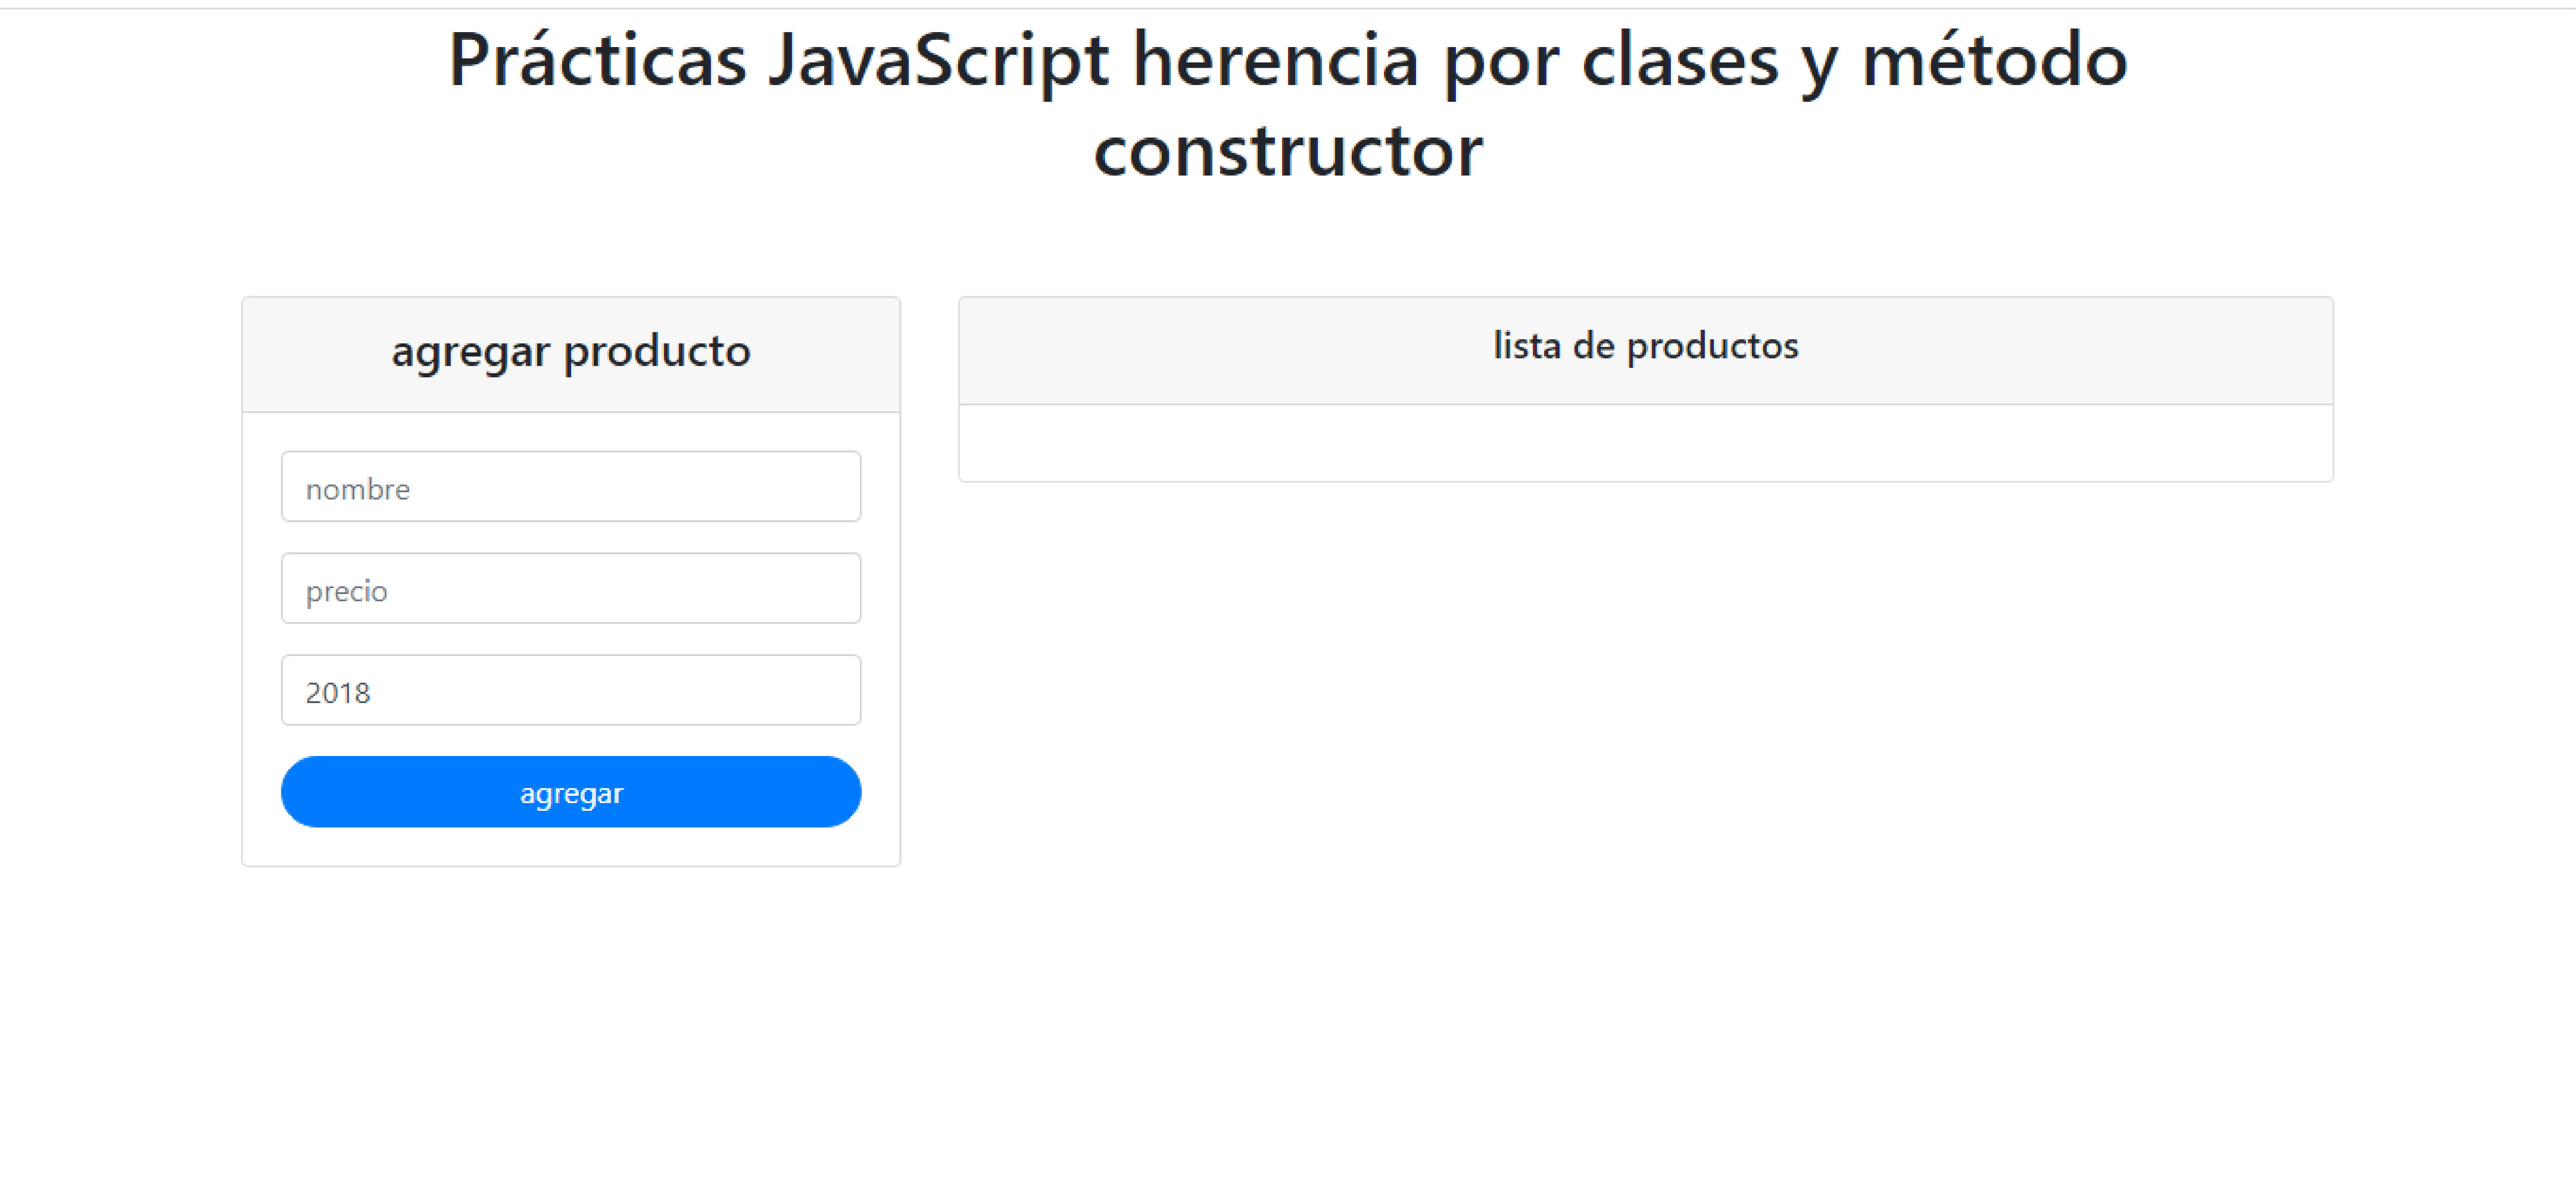 Prácticas JavaScript herencia por clases y método
constructor
agregar producto
nombre
precio
2018
agregar
lista de productos